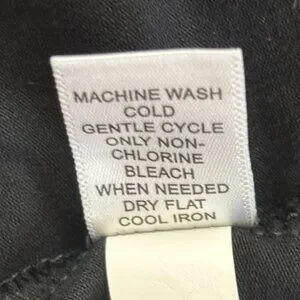 MACHINE WASH
COLD
GENTLE CYCLE
ONLY NON-
CHLORINE
BLEACH
WHEN NEEDED
DRY FLAT
COOL IRON